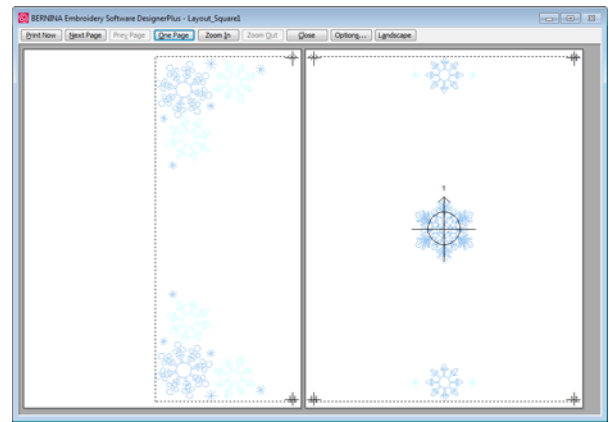 BERNINA Embroidery Software DesignerPlus - Layout_Square1
Print Now Next Page Prev Page One Page Zoom In Zoom Out Close Options... Landscape
1